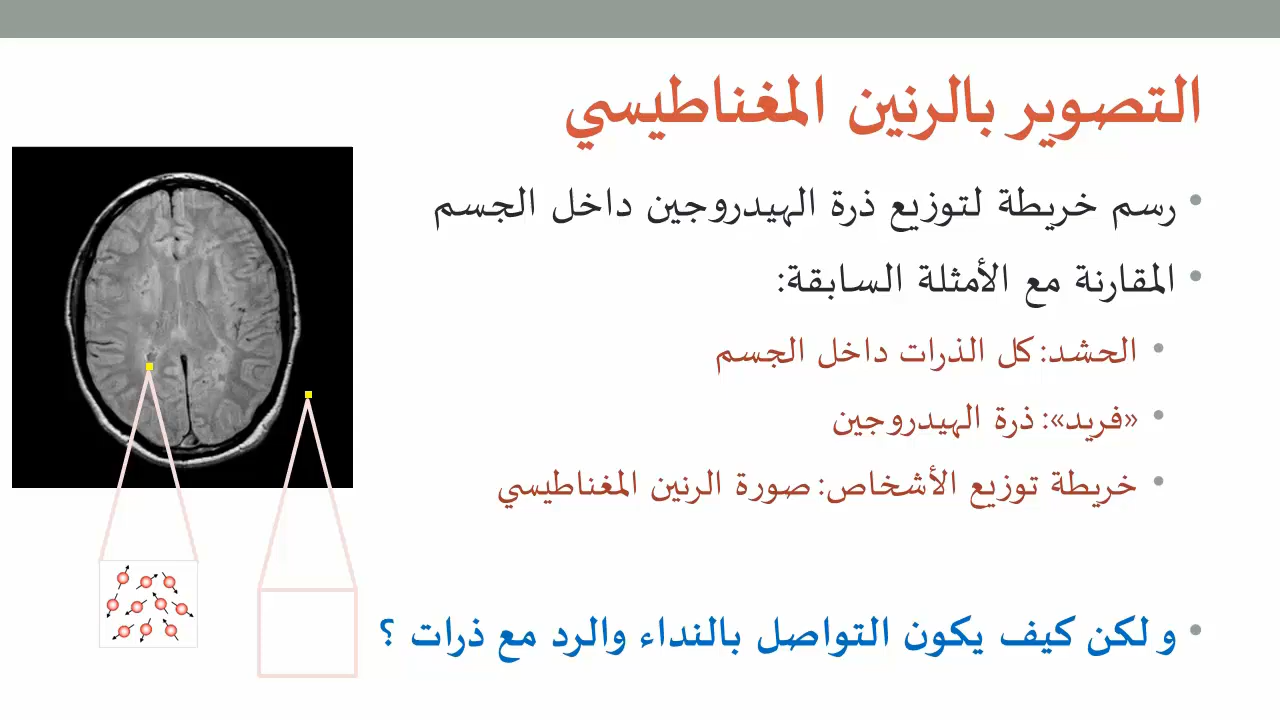 التصوير بالرنين المغناطيسي
• رسم خريطة لتوزيع ذرة الهيدروجين داخل الجسم
• المقارنة مع الأمثلة السابقة:
• الحشد: كل الذرات داخل الجسم
• «فريد»: ذرة الهيدروجين
• خريطة توزيع الأشخاص: صورة الرنين المغناطيسي
• و لكن كيف يكون التواصل بالنداء والرد مع ذرات ؟